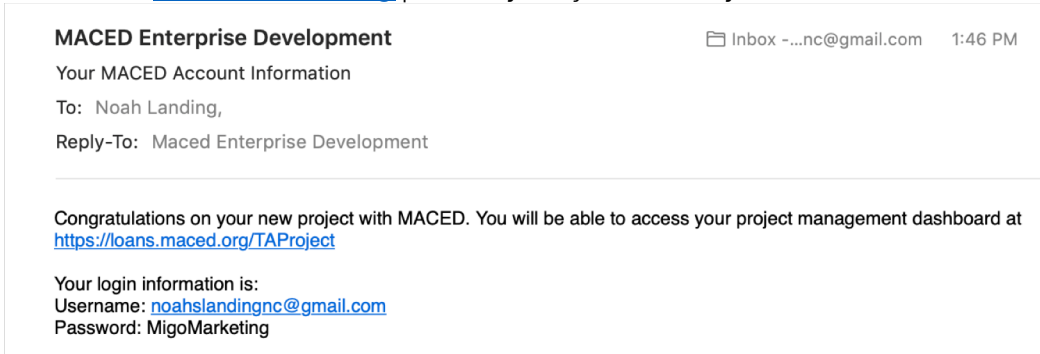 MACED Enterprise Development
Inbox -...nc@gmail.com 1:46 PM
Your MACED Account Information
To: Noah Landing,
Reply-To: Maced Enterprise Development
Congratulations on your new project with MACED. You will be able to access your project management dashboard at
https://loans.maced.org/TAProject
Your login information is:
Username: noahslandingnc@gmail.com
Password: MigoMarketing